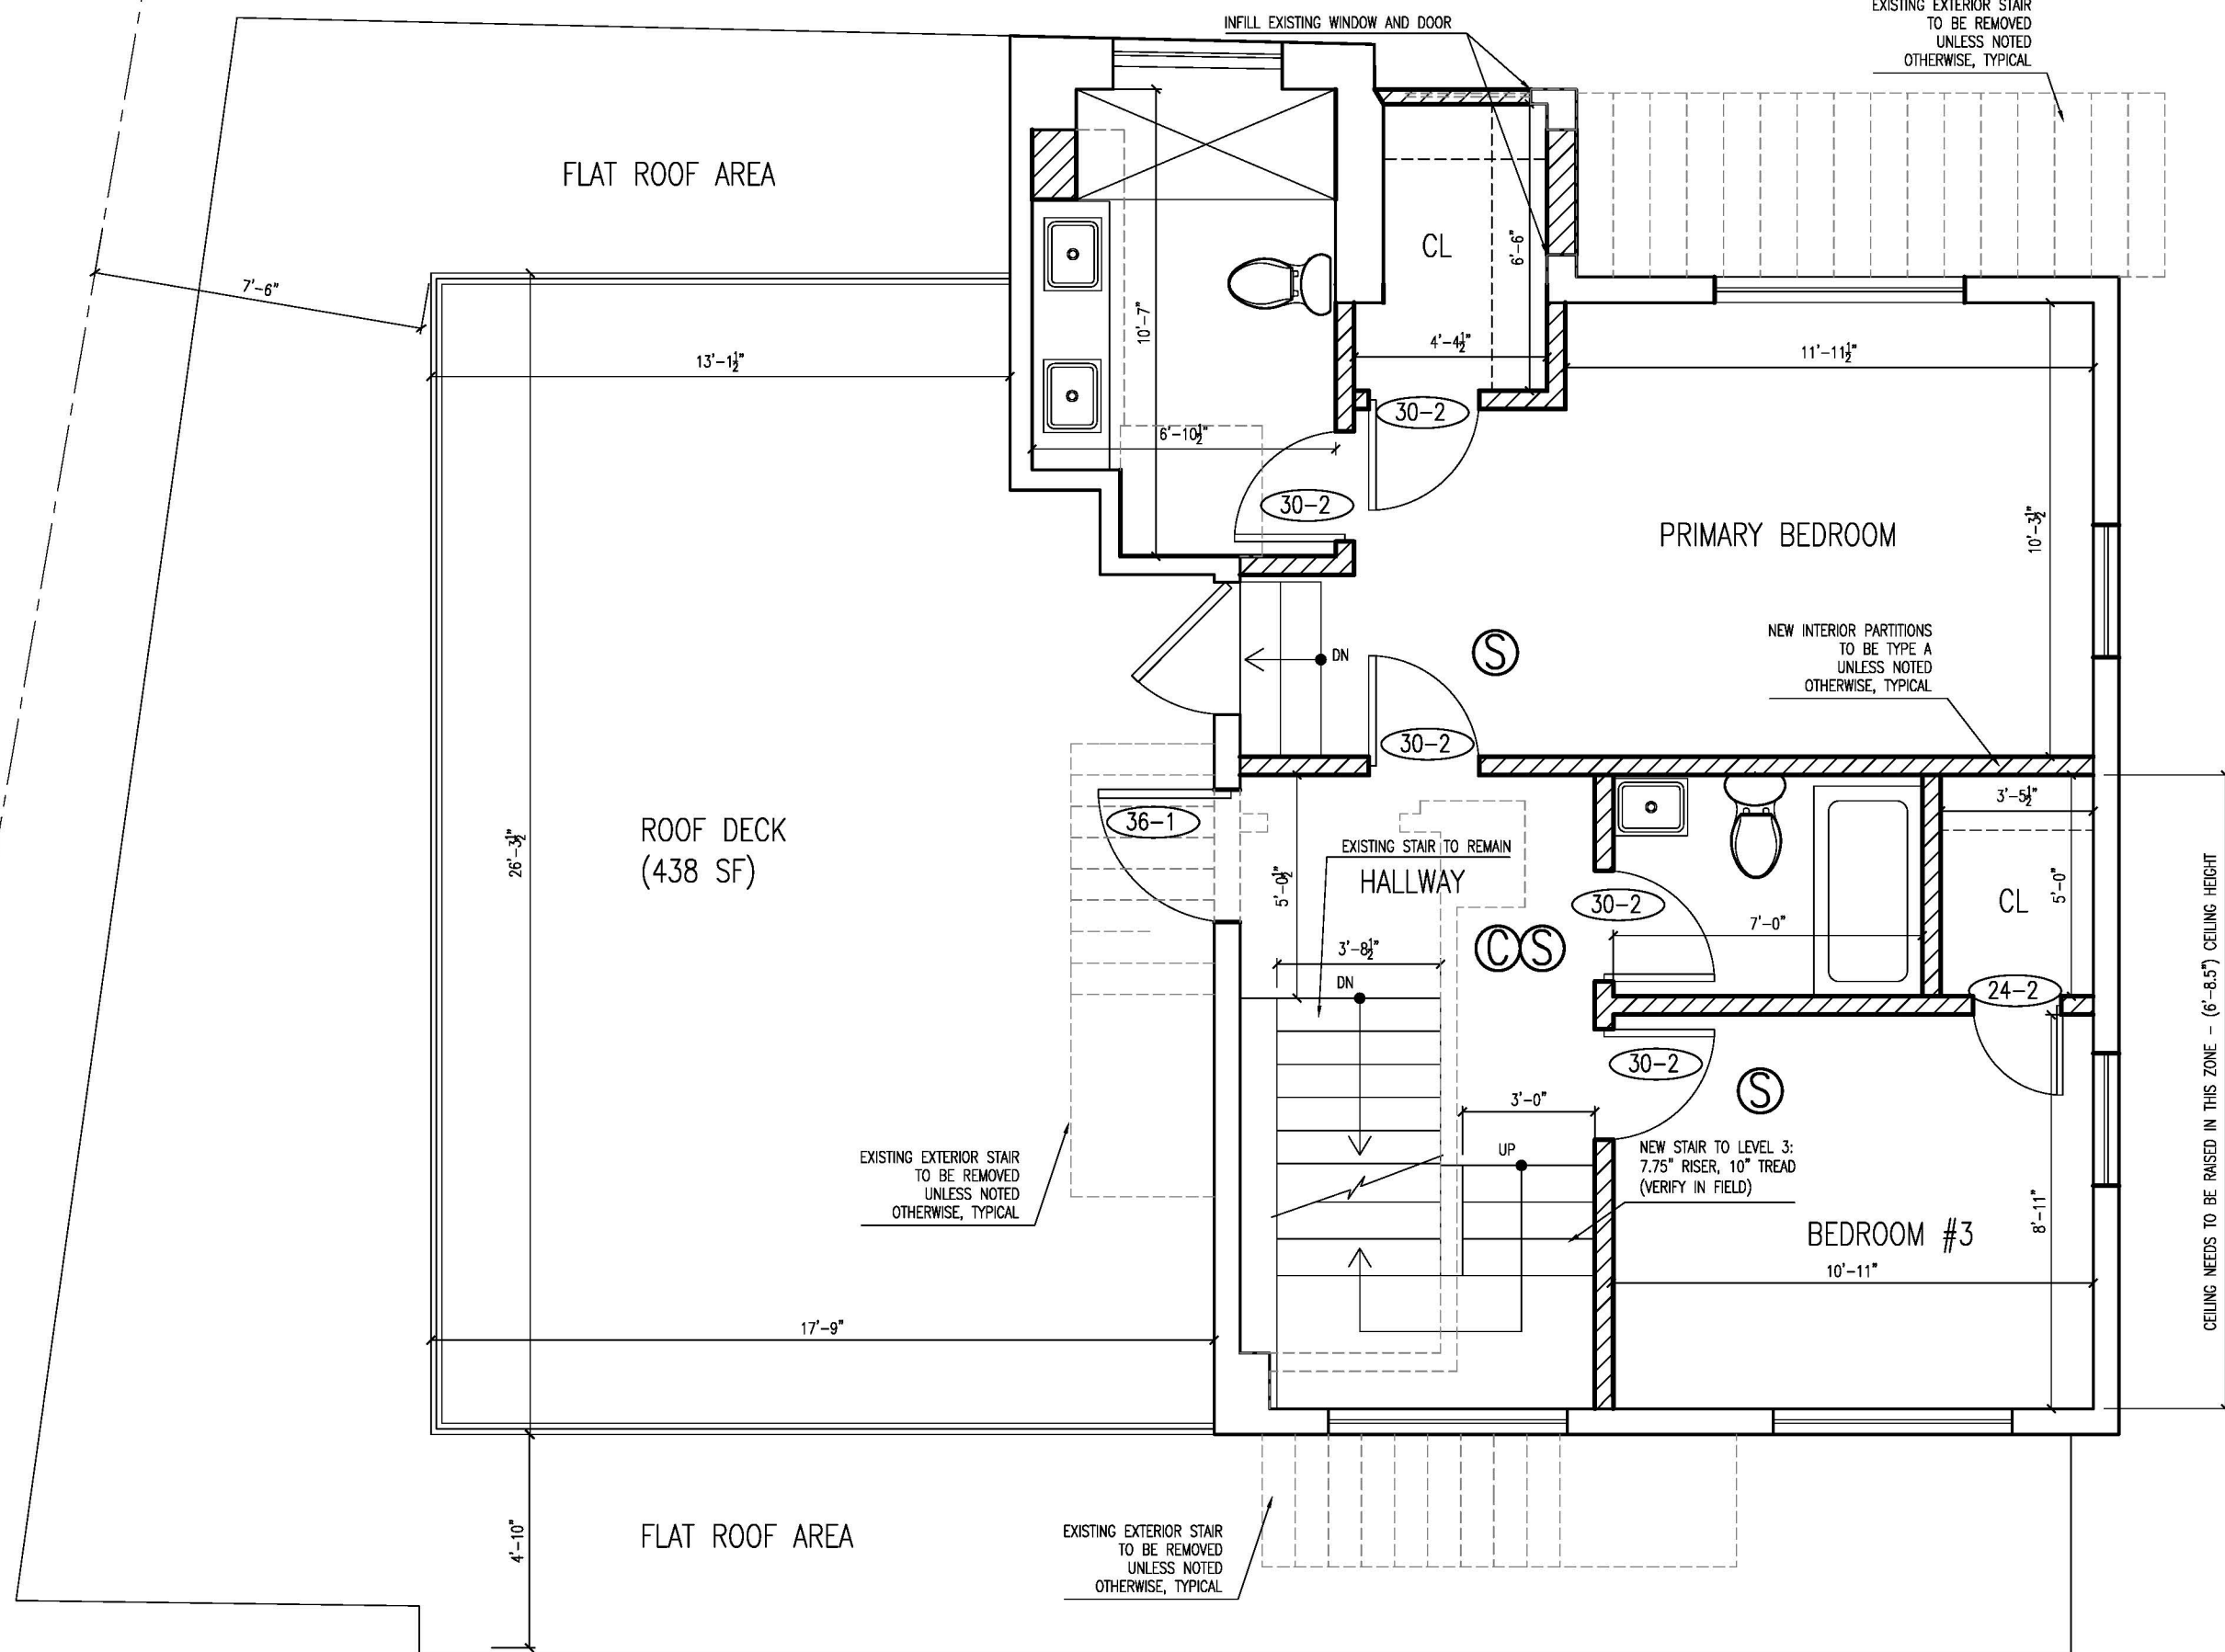 INFILL EXISTING WINDOW AND DOOR
EXISTING EXTERIOR STAIR
TO BE REMOVED
UNLESS NOTED
OTHERWISE, TYPICAL
FLAT ROOF AREA
7'-6"
13'-1½"
10'-7"
6'-10½"
CL
6'-6"
4'-4½"
30-2
11'-11½"
30-2
PRIMARY BEDROOM
10'-3½"
NEW INTERIOR PARTITIONS
TO BE TYPE A
UNLESS NOTED
OTHERWISE, TYPICAL
S
DN
30-2
36-1
ROOF DECK
(438 SF)
26'-3½"
EXISTING STAIR TO REMAIN
HALLWAY
5'-0½"
3'-8½"
DN
C S
30-2
7'-0"
3'-5½"
CL
5'-0"
24-2
CEILING NEEDS TO BE RAISED IN THIS ZONE - (6'-8.5") CEILING HEIGHT
30-2
S
3'-0"
UP
NEW STAIR TO LEVEL 3:
7.75" RISER, 10" TREAD
(VERIFY IN FIELD)
EXISTING EXTERIOR STAIR
TO BE REMOVED
UNLESS NOTED
OTHERWISE, TYPICAL
BEDROOM #3
8'-11"
10'-11"
17'-9"
4'-10"
FLAT ROOF AREA
EXISTING EXTERIOR STAIR
TO BE REMOVED
UNLESS NOTED
OTHERWISE, TYPICAL